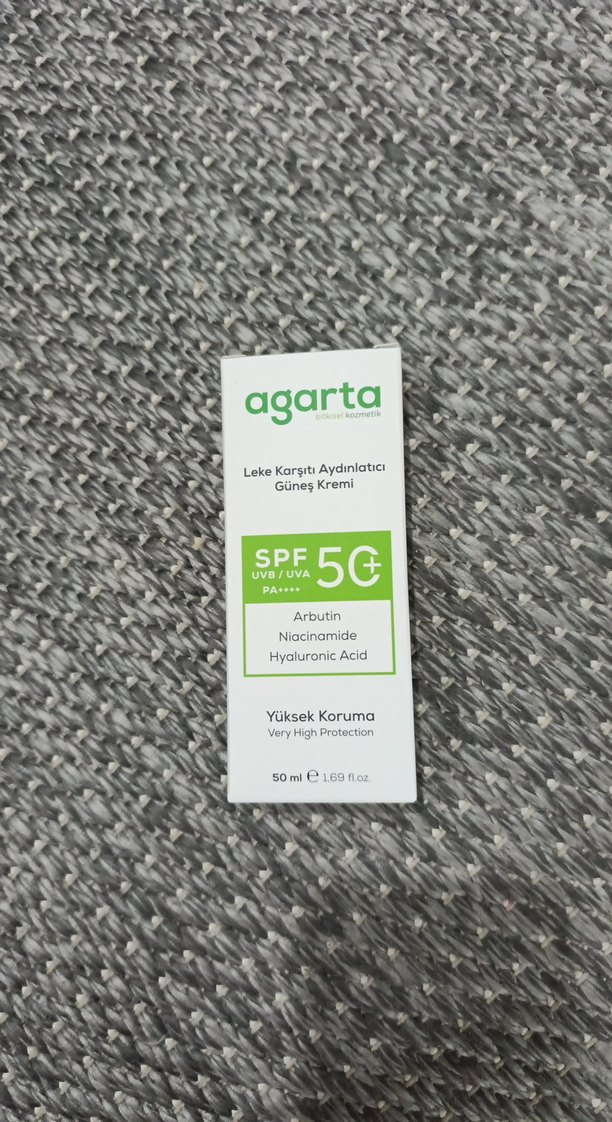 agarta
bitkisel kozmetik
Leke Karşıtı Aydınlatıcı
Güneş Kremi
SPF 50+
UVB / UVA
PA++++
Arbutin
Niacinamide
Hyaluronic Acid
Yüksek Koruma
Very High Protection
50 ml ℮ 1,69 fl.oz.